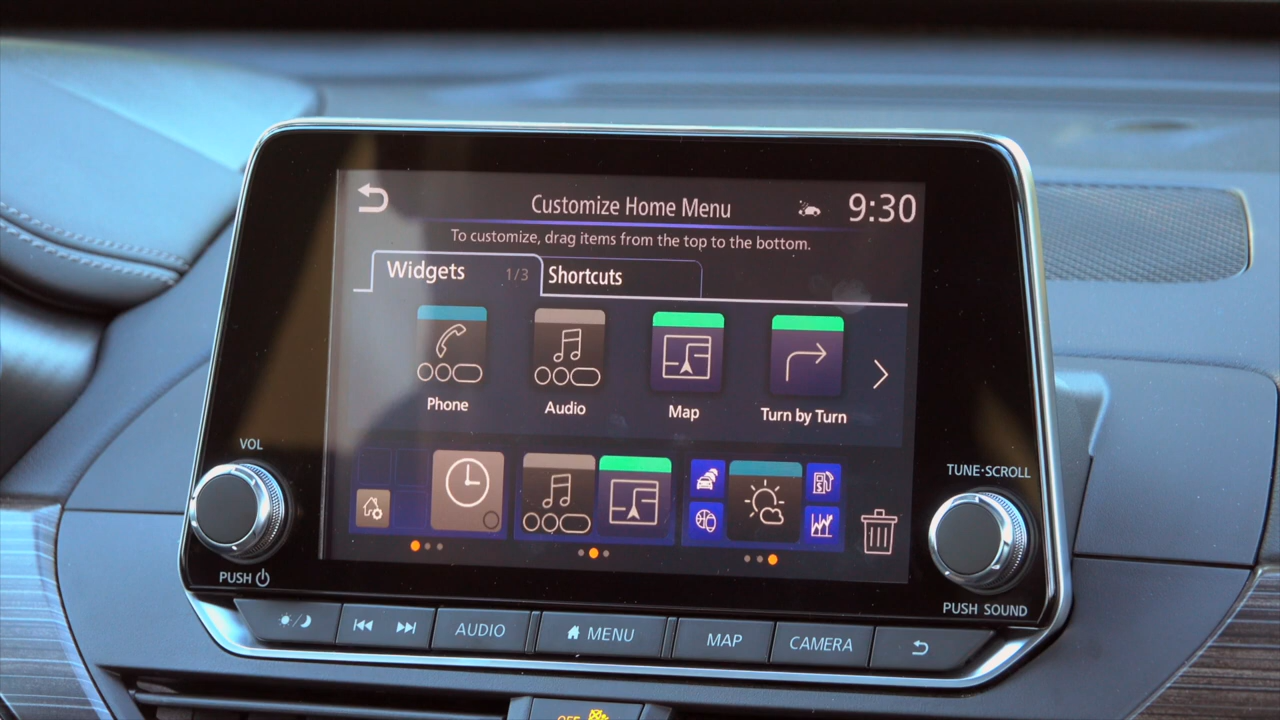 Customize Home Menu
9:30
To customize, drag items from the top to the bottom.
Widgets 1/3
Shortcuts
Phone
Audio
Map
Turn by Turn
VOL
PUSH
TUNE·SCROLL
PUSH SOUND
AUDIO
MENU
MAP
CAMERA
OFF